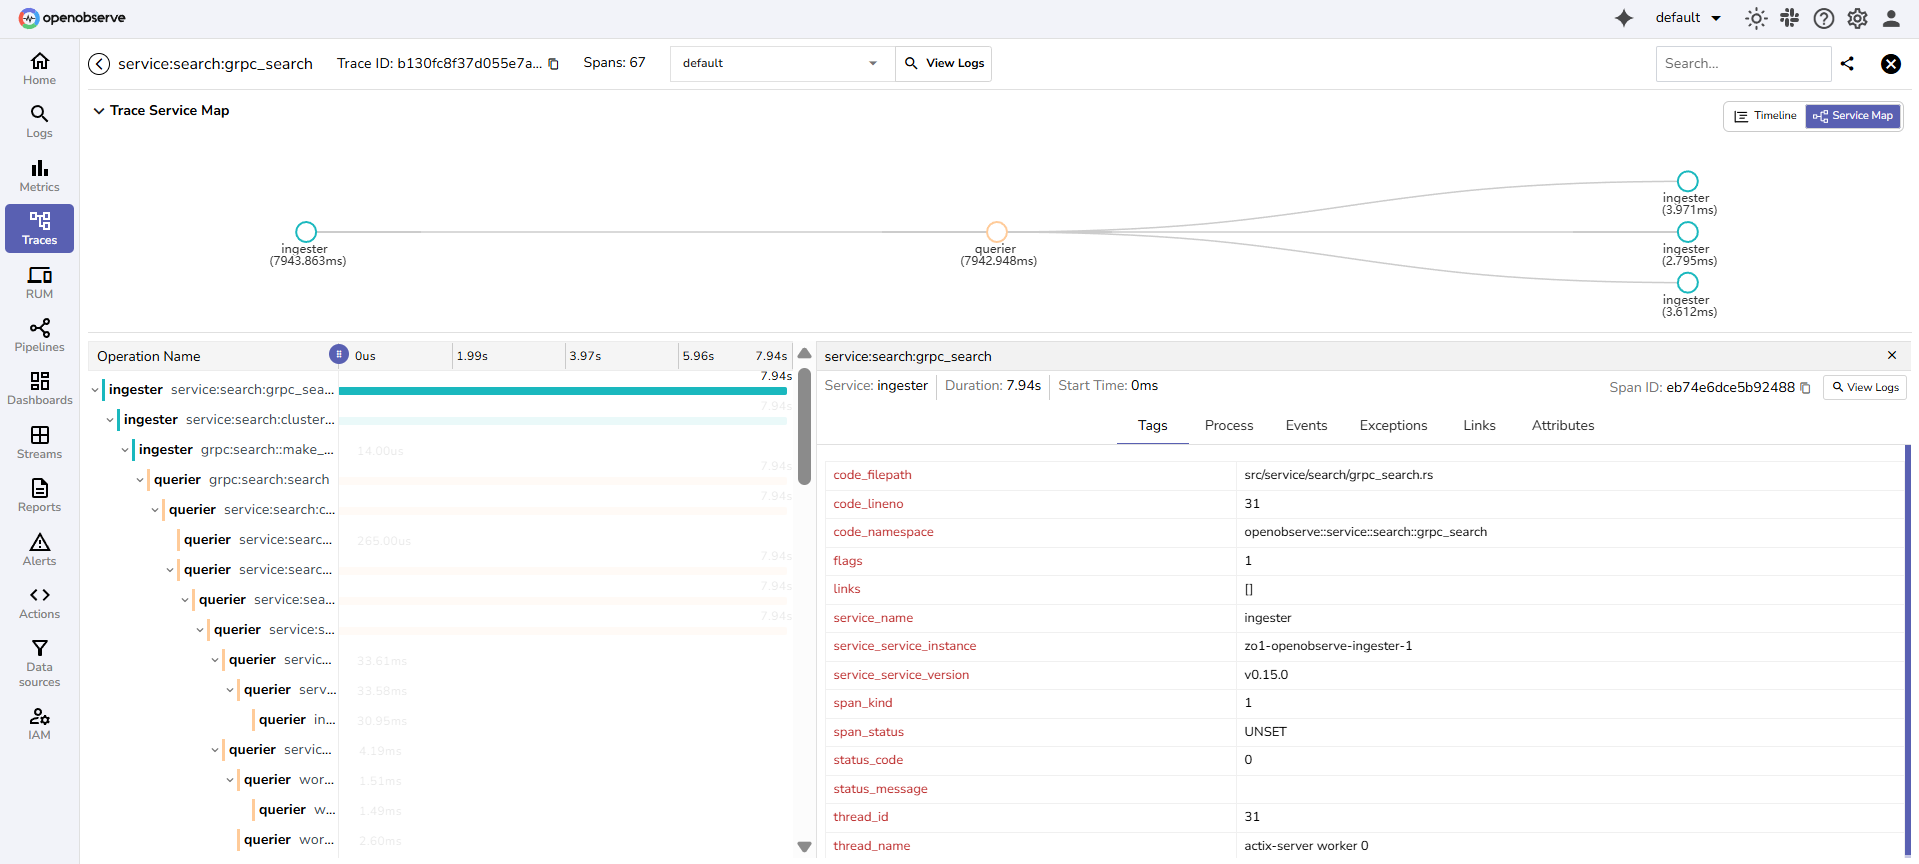 openobserve
default
Home
Logs
Metrics
Traces
RUM
Pipelines
Dashboards
Streams
Reports
Alerts
Actions
Data
sources
IAM
service:search:grpc_search
Trace ID: b130fc8f37d055e7a...
Spans: 67
default
View Logs
Search...
Trace Service Map
Timeline
Service Map
ingester
(7943.863ms)
querier
(7942.948ms)
ingester
(3.971ms)
ingester
(2.795ms)
ingester
(3.612ms)
Operation Name
0us
1.99s
3.97s
5.96s
7.94s
ingester service:search:grpc_sea... 7.94s
ingester service:search:cluster... 7.94s
ingester grpc:search::make_... 14.00us
querier grpc:search:search 7.94s
querier service:search:c... 7.94s
querier service:searc... 265.00us
querier service:searc... 7.94s
querier service:sea... 7.94s
querier service:s... 7.94s
querier servic... 33.61ms
querier serv... 33.58ms
querier in... 30.95ms
querier servic... 4.19ms
querier wor... 1.51ms
querier w... 1.49ms
querier wor... 2.60ms
service:search:grpc_search
Service: ingester
Duration: 7.94s
Start Time: 0ms
Span ID: eb74e6dce5b92488
View Logs
Tags
Process
Events
Exceptions
Links
Attributes
code_filepath src/service/search/grpc_search.rs
code_lineno 31
code_namespace openobserve::service::search::grpc_search
flags 1
links []
service_name ingester
service_service_instance zo1-openobserve-ingester-1
service_service_version v0.15.0
span_kind 1
span_status UNSET
status_code 0
status_message
thread_id 31
thread_name actix-server worker 0